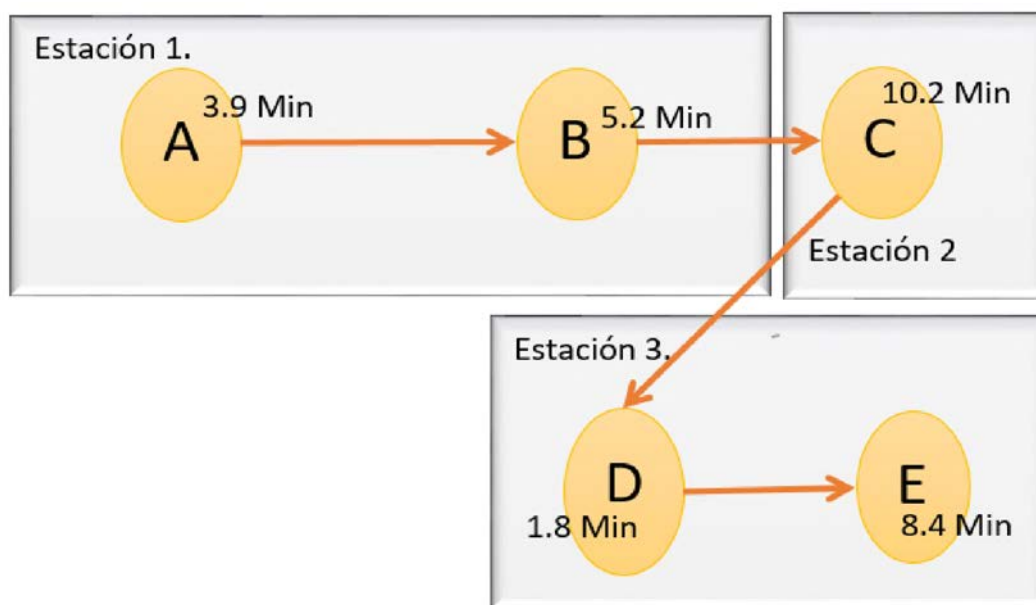 Estación 1.
A
3.9 Min
B
5.2 Min
C
10.2 Min
Estación 2
Estación 3.
D
1.8 Min
E
8.4 Min